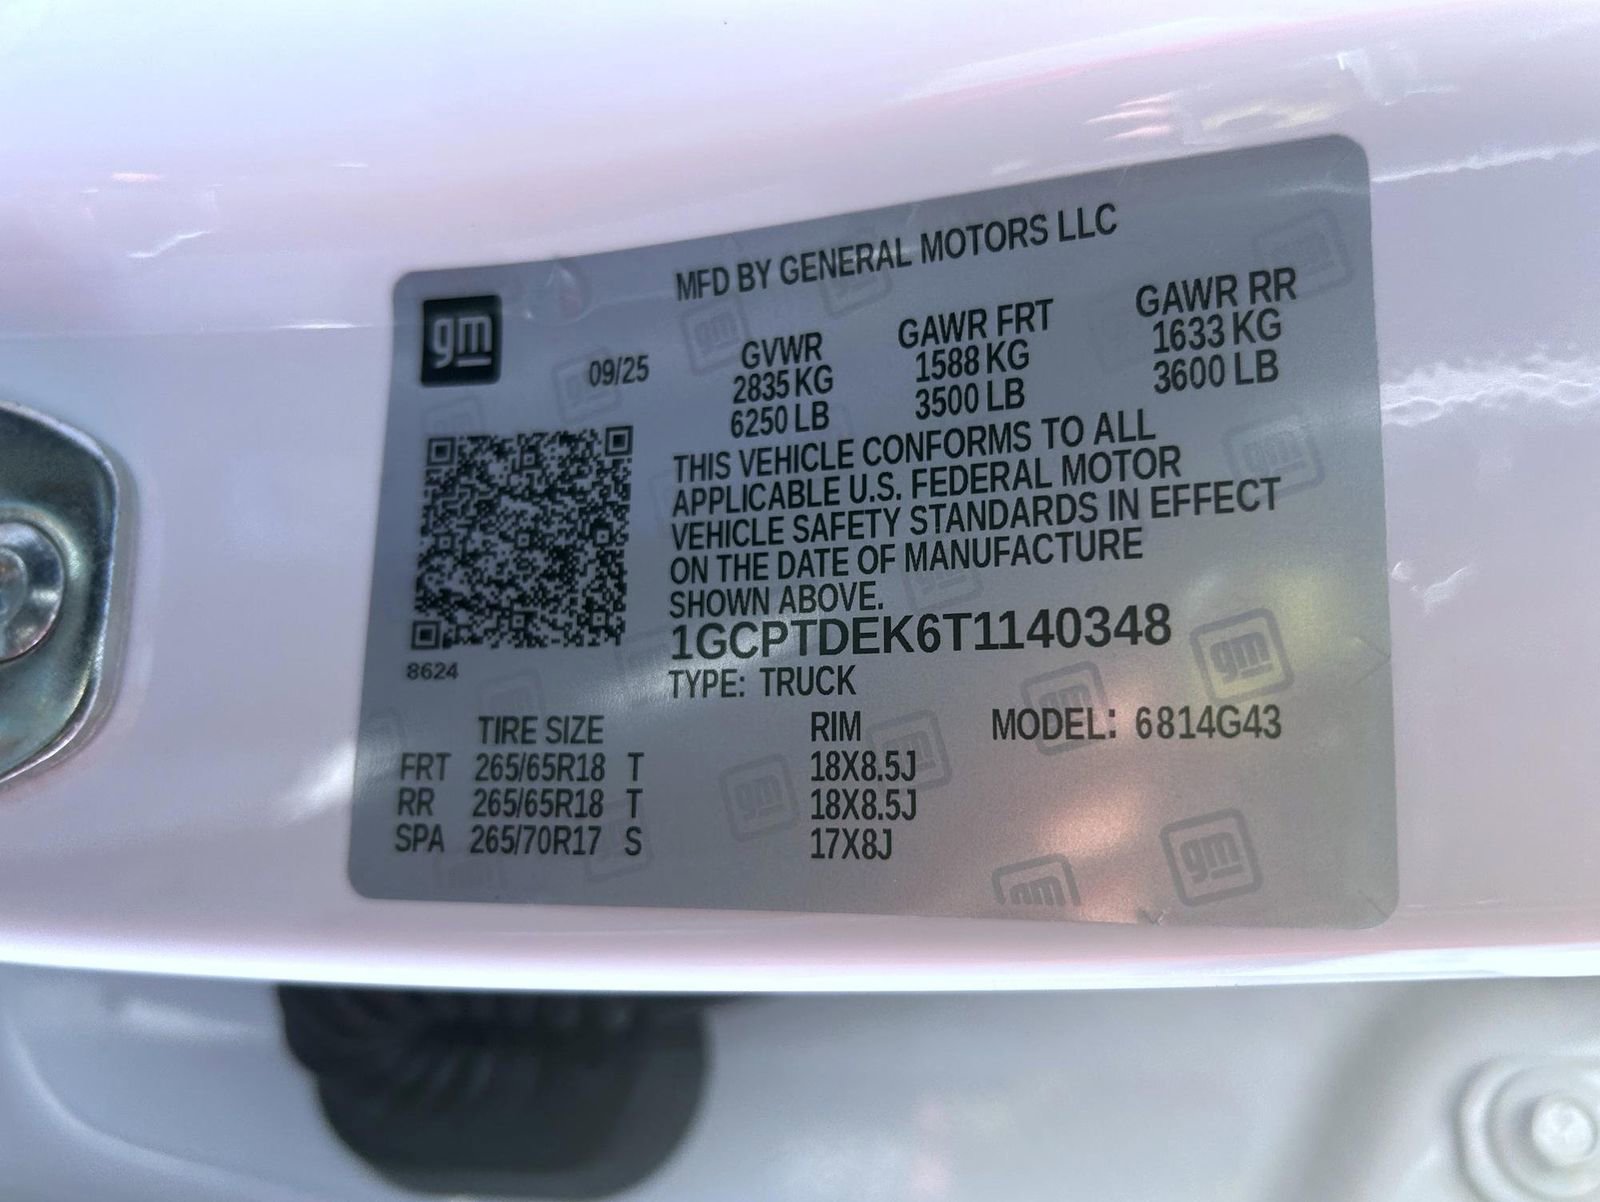 MFD BY GENERAL MOTORS LLC
gm
09/25
GVWR GAWR FRT GAWR RR
2835 KG 1588 KG 1633 KG
6250 LB 3500 LB 3600 LB
THIS VEHICLE CONFORMS TO ALL
APPLICABLE U.S. FEDERAL MOTOR
VEHICLE SAFETY STANDARDS IN EFFECT
ON THE DATE OF MANUFACTURE
SHOWN ABOVE.
1GCPTDEK6T1140348
8624
TYPE: TRUCK
TIRE SIZE RIM MODEL: 6814G43
FRT 265/65R18 T 18X8.5J
RR 265/65R18 T 18X8.5J
SPA 265/70R17 S 17X8J